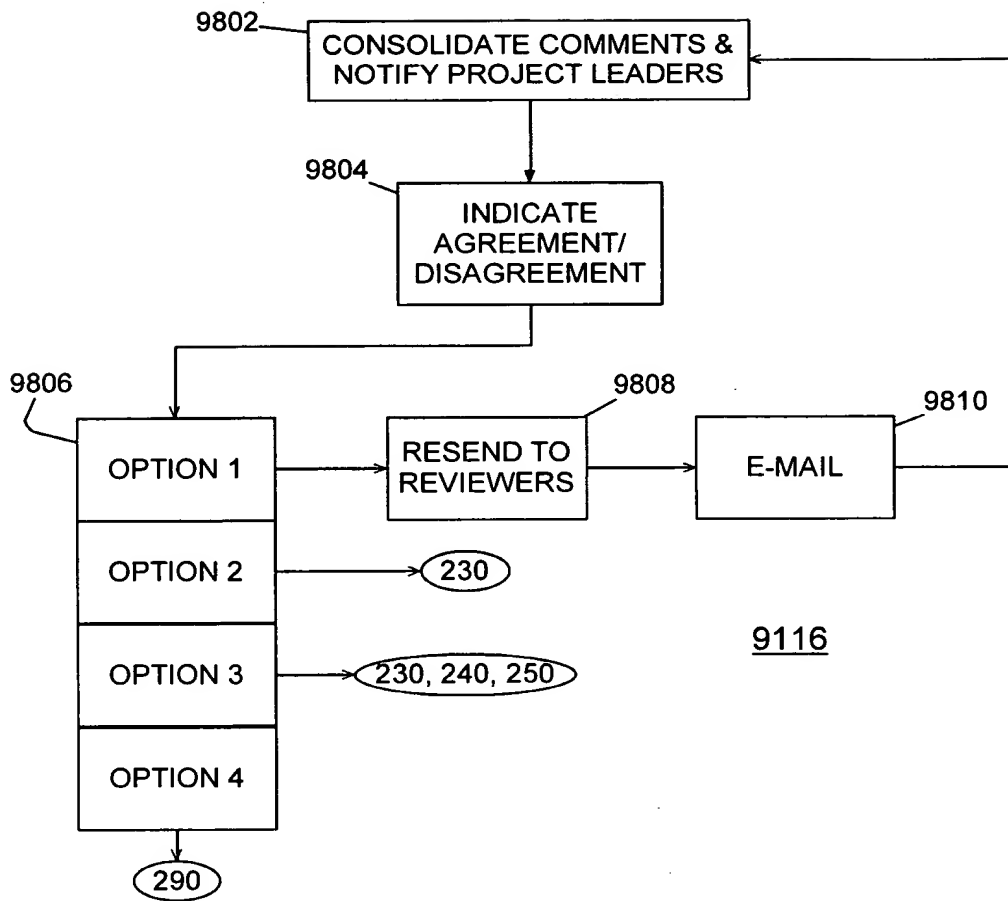 9802
CONSOLIDATE COMMENTS &
NOTIFY PROJECT LEADERS
9804
INDICATE
AGREEMENT/
DISAGREEMENT
9806
9808
9810
OPTION 1
RESEND TO
REVIEWERS
E-MAIL
OPTION 2
230
OPTION 3
230, 240, 250
9116
OPTION 4
290